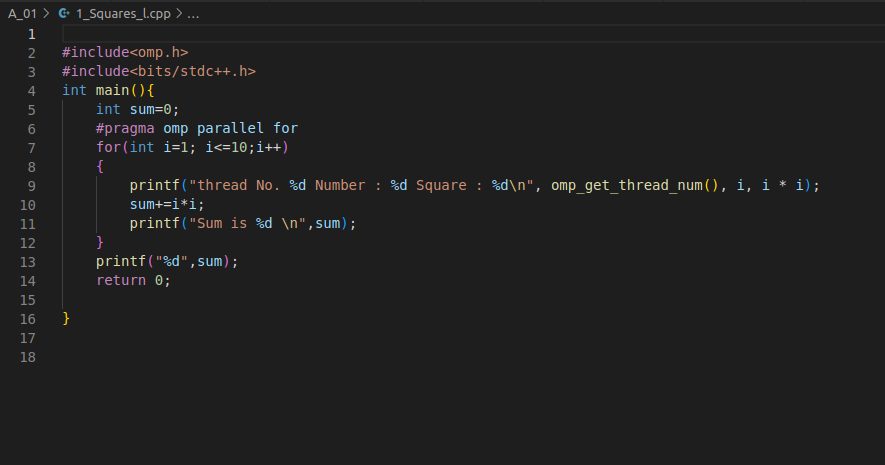 A_01 > 1_Squares_l.cpp > ...
1
2 #include<omp.h>
3 #include<bits/stdc++.h>
4 int main(){
5     int sum=0;
6     #pragma omp parallel for
7     for(int i=1; i<=10;i++)
8     {
9         printf("thread No. %d Number : %d Square : %d\n", omp_get_thread_num(), i, i * i);
10         sum+=i*i;
11         printf("Sum is %d \n",sum);
12     }
13     printf("%d",sum);
14     return 0;
15
16 }
17
18